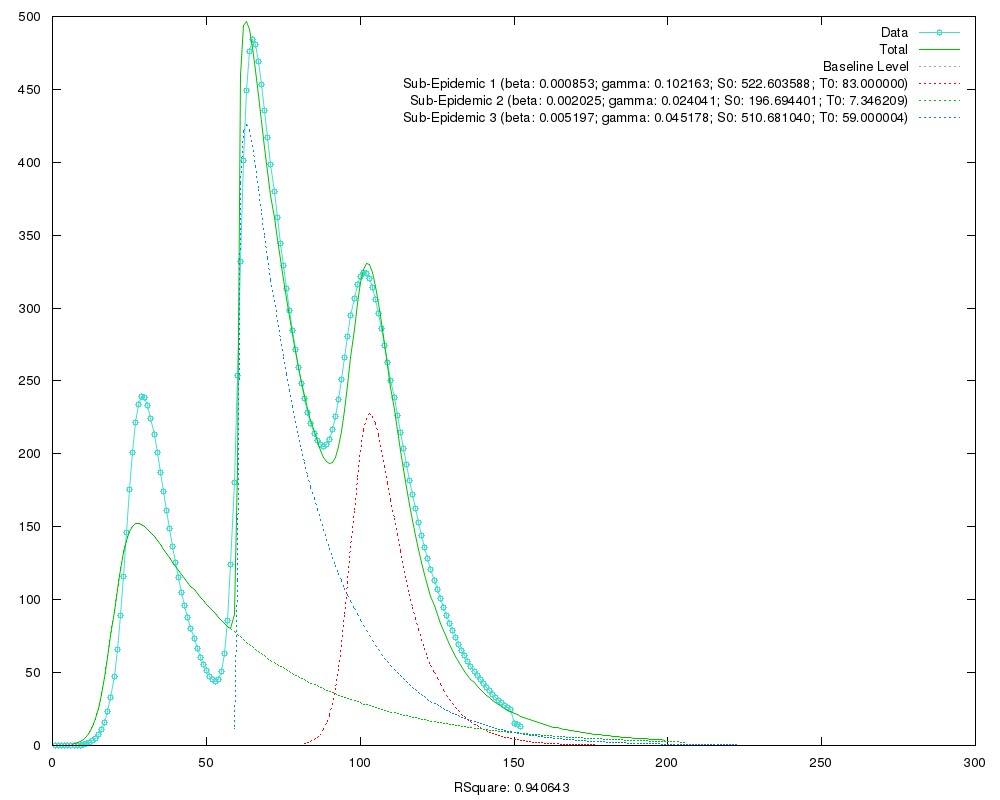 500
450
400
350
300
250
200
150
100
50
0
Data
Total
Baseline Level
Sub-Epidemic 1 (beta: 0.000853; gamma: 0.102163; S0: 522.603588; T0: 83.000000)
Sub-Epidemic 2 (beta: 0.002025; gamma: 0.024041; S0: 196.694401; T0: 7.346209)
Sub-Epidemic 3 (beta: 0.005197; gamma: 0.045178; S0: 510.681040; T0: 59.000004)
0 50 100 150 200 250 300
RSquare: 0.940643